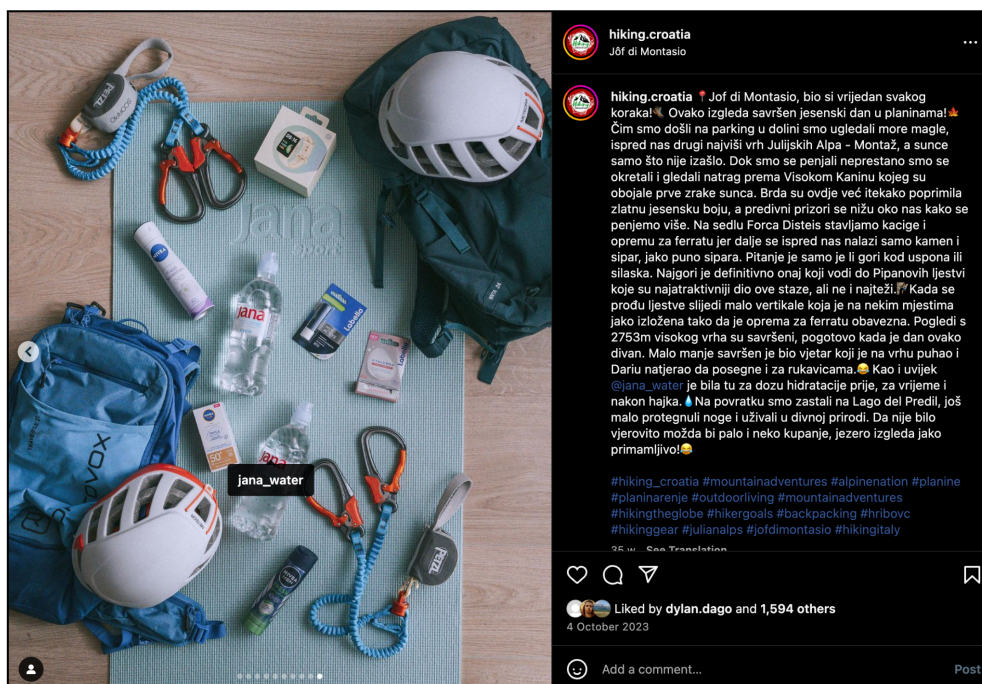 hiking.croatia
Jôf di Montasio
hiking.croatia 📍Jof di Montasio, bio si vrijedan svakog
koraka!🥾 Ovako izgleda savršen jesenski dan u planinama!🍁
Čim smo došli na parking u dolini smo ugledali more magle,
ispred nas drugi najviši vrh Julijskih Alpa - Montaž, a sunce
samo što nije izašlo. Dok smo se penjali neprestano smo se
okretali i gledali natrag prema Visokom Kaninu kojeg su
obojale prve zrake sunca. Brda su ovdje već itekako poprimila
zlatnu jesensku boju, a predivni prizori se nižu oko nas kako se
penjemo više. Na sedlu Forca Disteis stavljamo kacige i
opremu za ferratu jer dalje se ispred nas nalazi samo kamen i
sipar, jako puno sipara. Pitanje je samo je li gori kod uspona ili
silaska. Najgori je definitivno onaj koji vodi do Pipanovih ljestvi
koje su najatraktivniji dio ove staze, ali ne i najteži.🧗Kada se
prođu ljestve slijedi malo vertikale koja je na nekim mjestima
jako izložena tako da je oprema za ferratu obavezna. Pogledi s
2753m visokog vrha su savršeni, pogotovo kada je dan ovako
divan. Malo manje savršen je bio vjetar koji je na vrhu puhao i
Dariu natjerao da posegne i za rukavicama.😂 Kao i uvijek
@jana_water je bila tu za dozu hidratacije prije, za vrijeme i
nakon hajka.💧Na povratku smo zastali na Lago del Predil, još
malo protegnuli noge i uživali u divnoj prirodi. Da nije bilo
vjerovito možda bi palo i neko kupanje, jezero izgleda jako
primamljivo!😂
#hiking_croatia #mountainadventures #alpinenation #planine
#planinarenje #outdoorliving #mountainadventures
#hikingtheglobe #hikergoals #backpacking #hribovc
#hikinggear #julianalps #jofdimontasio #hikingitaly
35 w See Translation
Liked by dylan.dago and 1,594 others
4 October 2023
Add a comment... Post
PETZL
SCORPIO
Jana
sport
NIVEA
jana
Labello
Labello
NIVEA
50+
jana
jana_water
ORTOVOX
PETZL
NIVEA